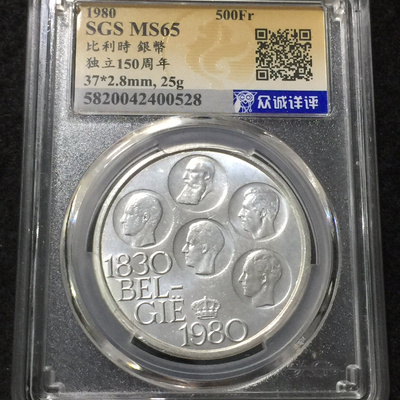 1980 500Fr
SGS MS65
比利時 銀幣
独立150周年
37*2.8mm, 25g
5820042400528
众诚详评
1830
BEL-
GIË
1980